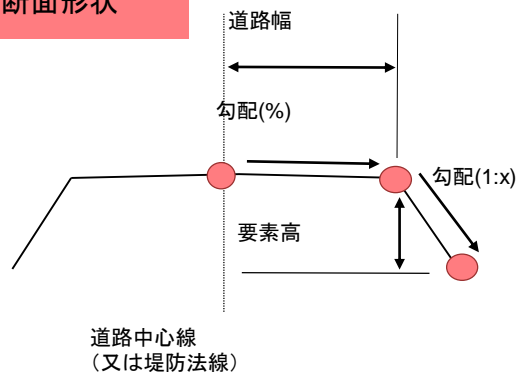 断面形状
道路幅
勾配(%)
勾配(1:x)
要素高
道路中心線
（又は堤防法線）